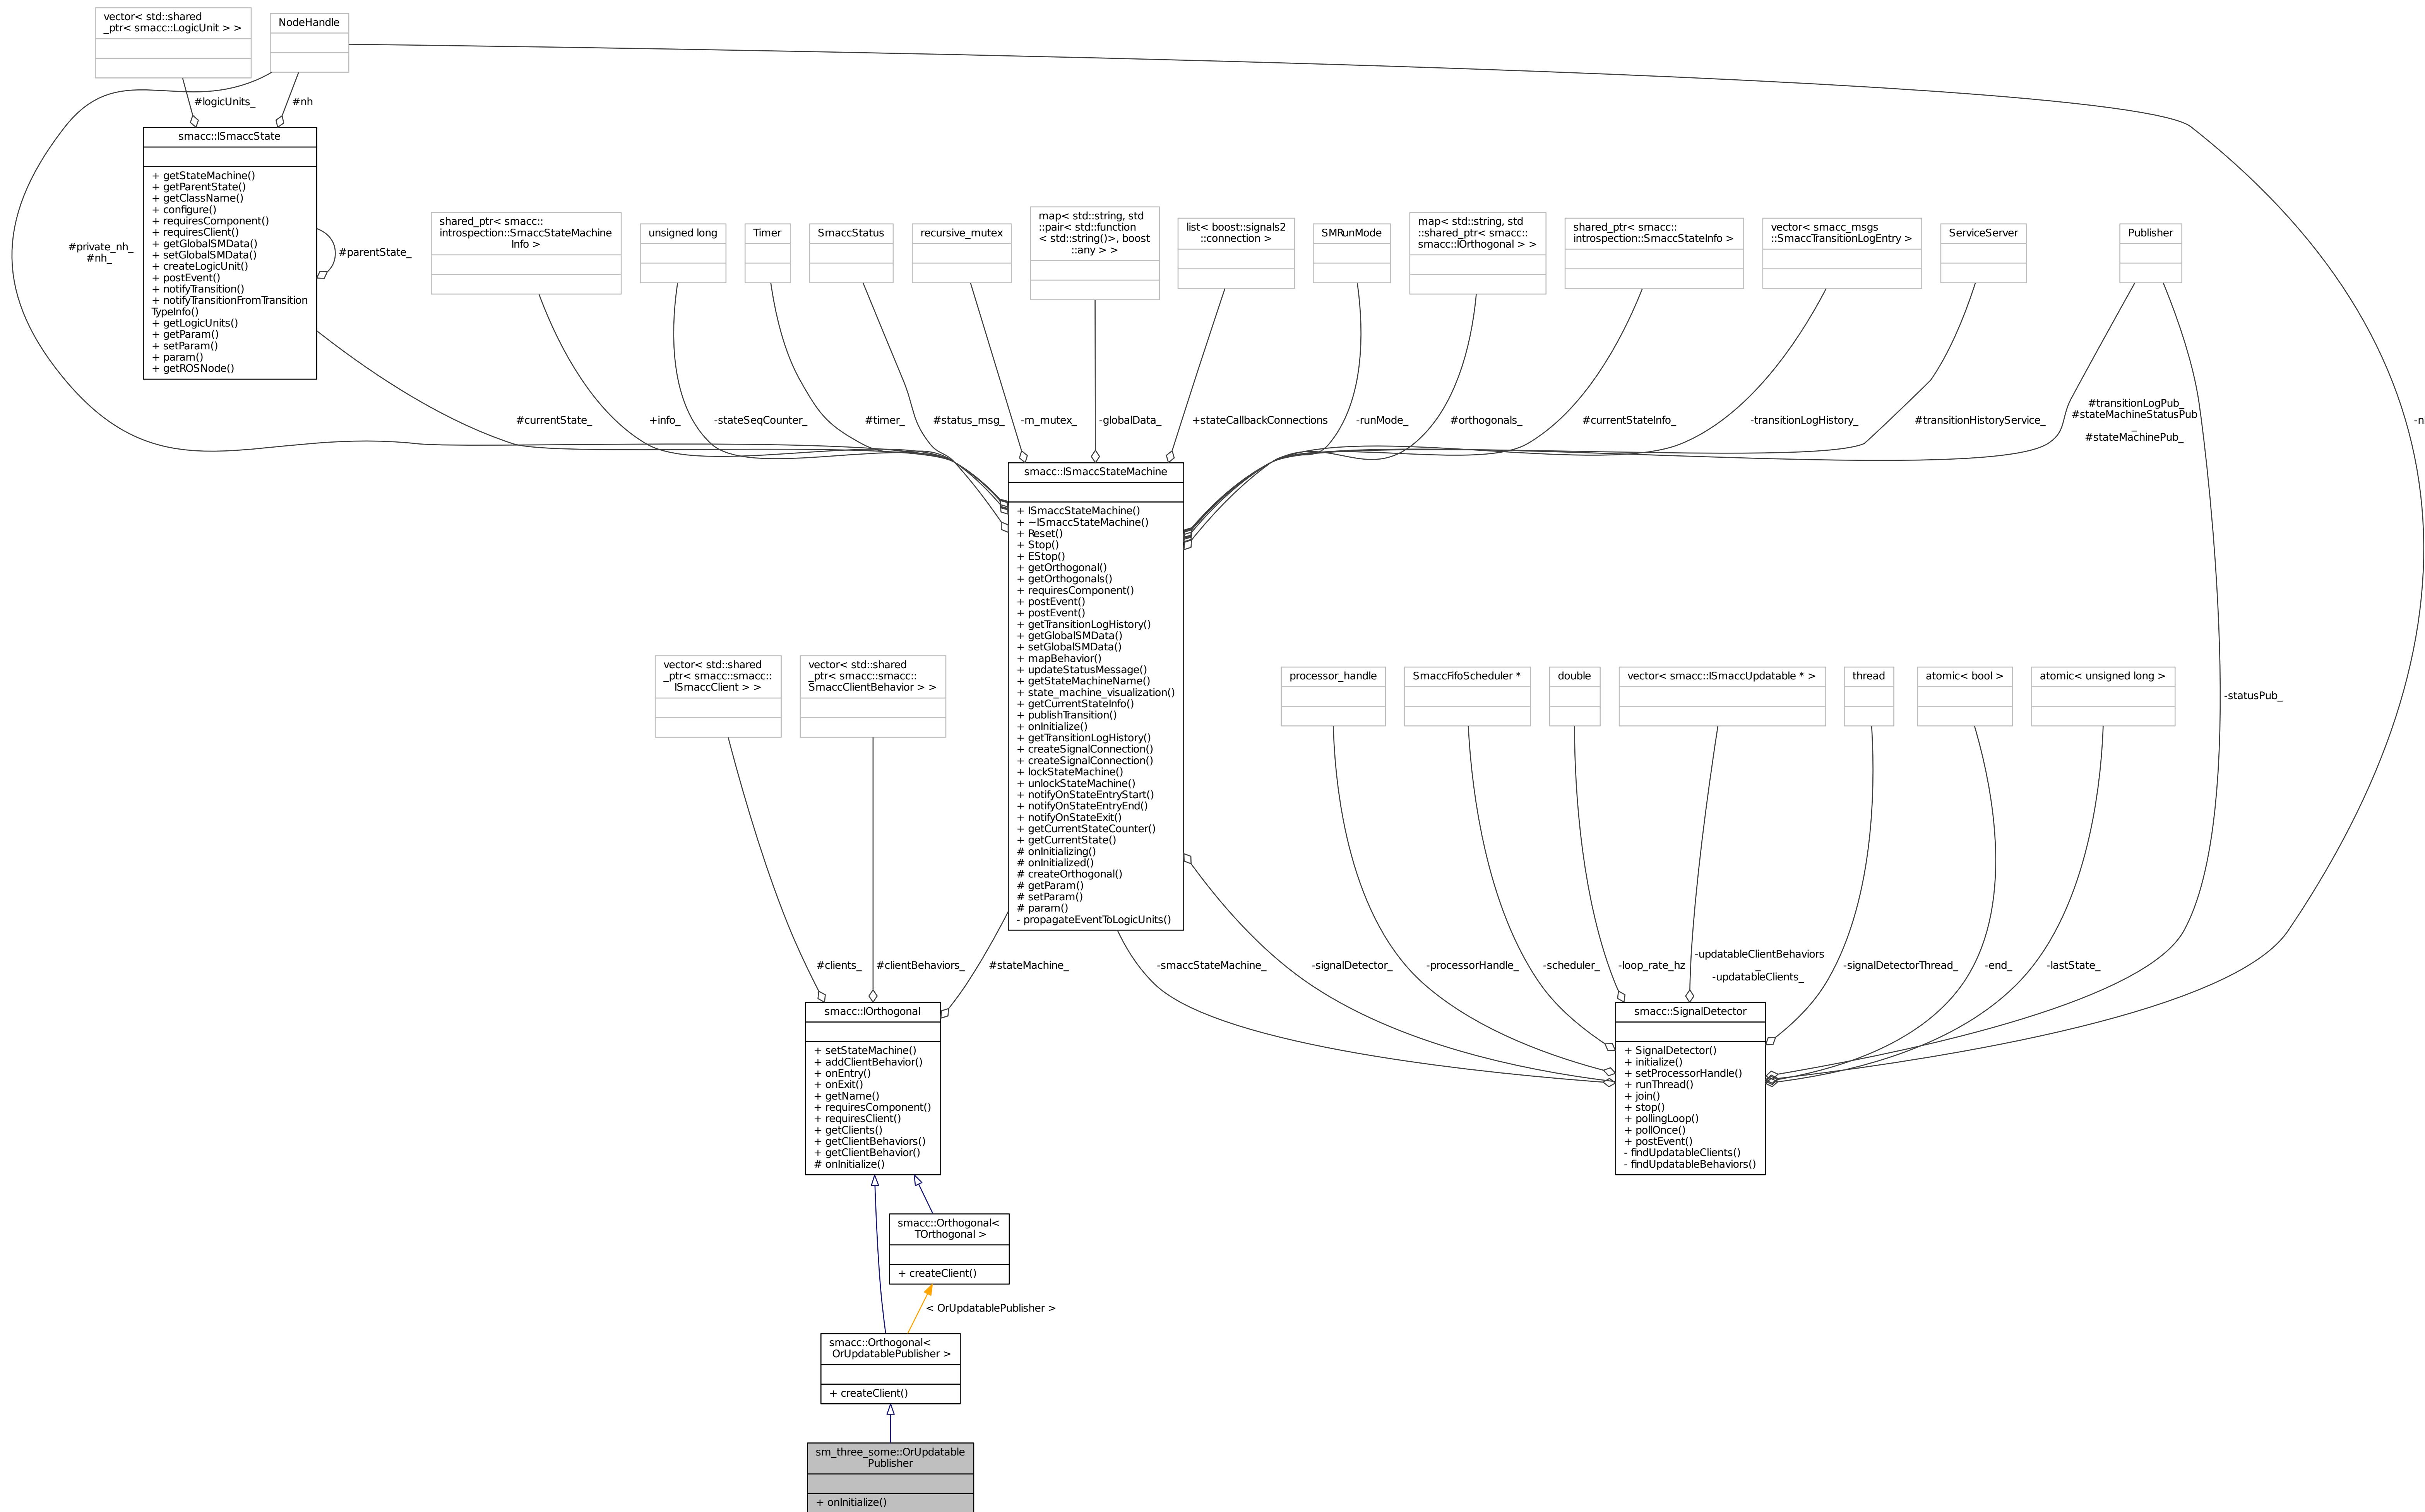 vector< std::shared
_ptr< smacc::LogicUnit > >
NodeHandle
#logicUnits_
#nh
smacc::ISmaccState
+ getStateMachine()
+ getParentState()
+ getClassName()
+ configure()
+ requiresComponent()
+ requiresClient()
+ getGlobalSMData()
+ setGlobalSMData()
+ createLogicUnit()
+ postEvent()
+ notifyTransition()
+ notifyTransitionFromTransition
TypeInfo()
+ getLogicUnits()
+ getParam()
+ setParam()
+ param()
+ getROSNode()
#private_nh_
#nh_
#parentState_
shared_ptr< smacc::
introspection::SmaccStateMachine
Info >
unsigned long
Timer
SmaccStatus
recursive_mutex
map< std::string, std
::pair< std::function
< std::string()>, boost
::any > >
list< boost::signals2
::connection >
SMRunMode
map< std::string, std
::shared_ptr< smacc::
smacc::IOrthogonal > >
shared_ptr< smacc::
introspection::SmaccStateInfo >
vector< smacc_msgs
::SmaccTransitionLogEntry >
ServiceServer
Publisher
#currentState_
+info_
-stateSeqCounter_
#timer_
#status_msg_
-m_mutex_
-globalData_
+stateCallbackConnections
-runMode_
#orthogonals_
#currentStateInfo_
-transitionLogHistory_
#transitionHistoryService_
#transitionLogPub_
#stateMachineStatusPub
_
#stateMachinePub_
-n
smacc::ISmaccStateMachine
+ ISmaccStateMachine()
+ ~ISmaccStateMachine()
+ Reset()
+ Stop()
+ EStop()
+ getOrthogonal()
+ getOrthogonals()
+ requiresComponent()
+ postEvent()
+ postEvent()
+ getTransitionLogHistory()
+ getGlobalSMData()
+ setGlobalSMData()
+ mapBehavior()
+ updateStatusMessage()
+ getStateMachineName()
+ state_machine_visualization()
+ getCurrentStateInfo()
+ publishTransition()
+ onInitialize()
+ getTransitionLogHistory()
+ createSignalConnection()
+ createSignalConnection()
+ lockStateMachine()
+ unlockStateMachine()
+ notifyOnStateEntryStart()
+ notifyOnStateEntryEnd()
+ notifyOnStateExit()
+ getCurrentStateCounter()
+ getCurrentState()
# onInitializing()
# onInitialized()
# createOrthogonal()
# getParam()
# setParam()
# param()
- propagateEventToLogicUnits()
vector< std::shared
_ptr< smacc::smacc::
ISmaccClient > >
vector< std::shared
_ptr< smacc::smacc::
SmaccClientBehavior > >
processor_handle
SmaccFifoScheduler *
double
vector< smacc::ISmaccUpdatable * >
thread
atomic< bool >
atomic< unsigned long >
-statusPub_
#clients_
#clientBehaviors_
#stateMachine_
-smaccStateMachine_
-signalDetector_
-processorHandle_
-scheduler_
-loop_rate_hz
-updatableClientBehaviors
_
-updatableClients_
-signalDetectorThread_
-end_
-lastState_
smacc::IOrthogonal
+ setStateMachine()
+ addClientBehavior()
+ onEntry()
+ onExit()
+ getName()
+ requiresComponent()
+ requiresClient()
+ getClients()
+ getClientBehaviors()
+ getClientBehavior()
# onInitialize()
smacc::SignalDetector
+ SignalDetector()
+ initialize()
+ setProcessorHandle()
+ runThread()
+ join()
+ stop()
+ pollingLoop()
+ pollOnce()
+ postEvent()
- findUpdatableClients()
- findUpdatableBehaviors()
smacc::Orthogonal<
TOrthogonal >
+ createClient()
< OrUpdatablePublisher >
smacc::Orthogonal<
OrUpdatablePublisher >
+ createClient()
sm_three_some::OrUpdatable
Publisher
+ onInitialize()